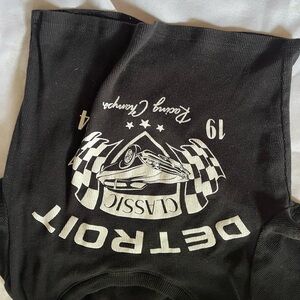 DETROIT
CLASSIC
19 4
Racing Champs